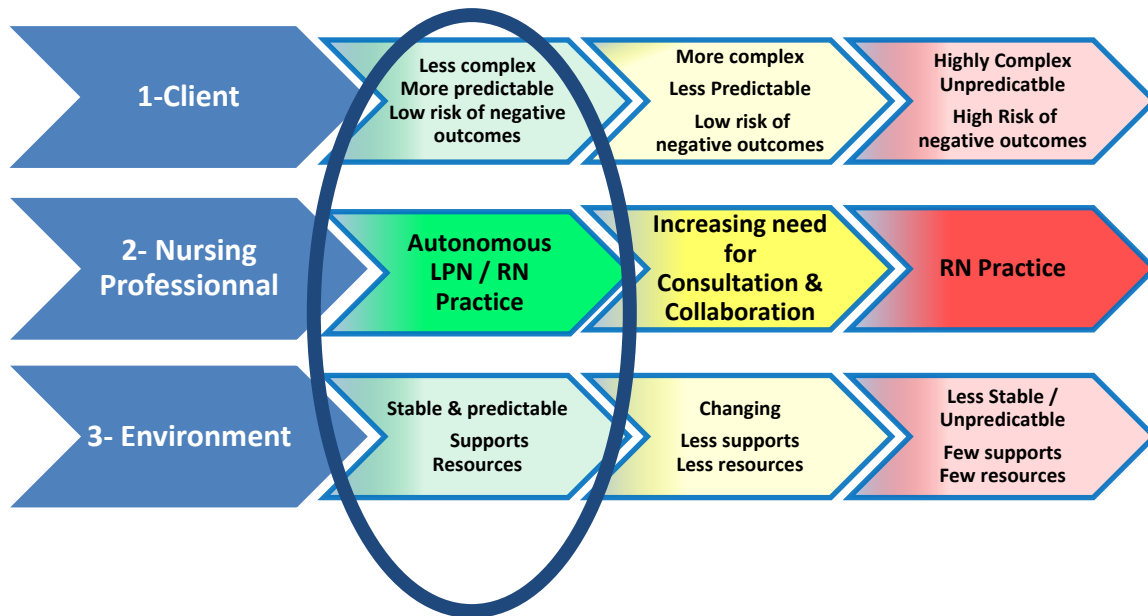 1-Client
Less complex
More predictable
Low risk of negative
outcomes
More complex
Less Predictable
Low risk of
negative outcomes
Highly Complex
Unpredicatble
High Risk of
negative outcomes
2- Nursing
Professionnal
Autonomous
LPN / RN
Practice
Increasing need
for
Consultation &
Collaboration
RN Practice
3- Environment
Stable & predictable
Supports
Resources
Changing
Less supports
Less resources
Less Stable /
Unpredicatble
Few supports
Few resources